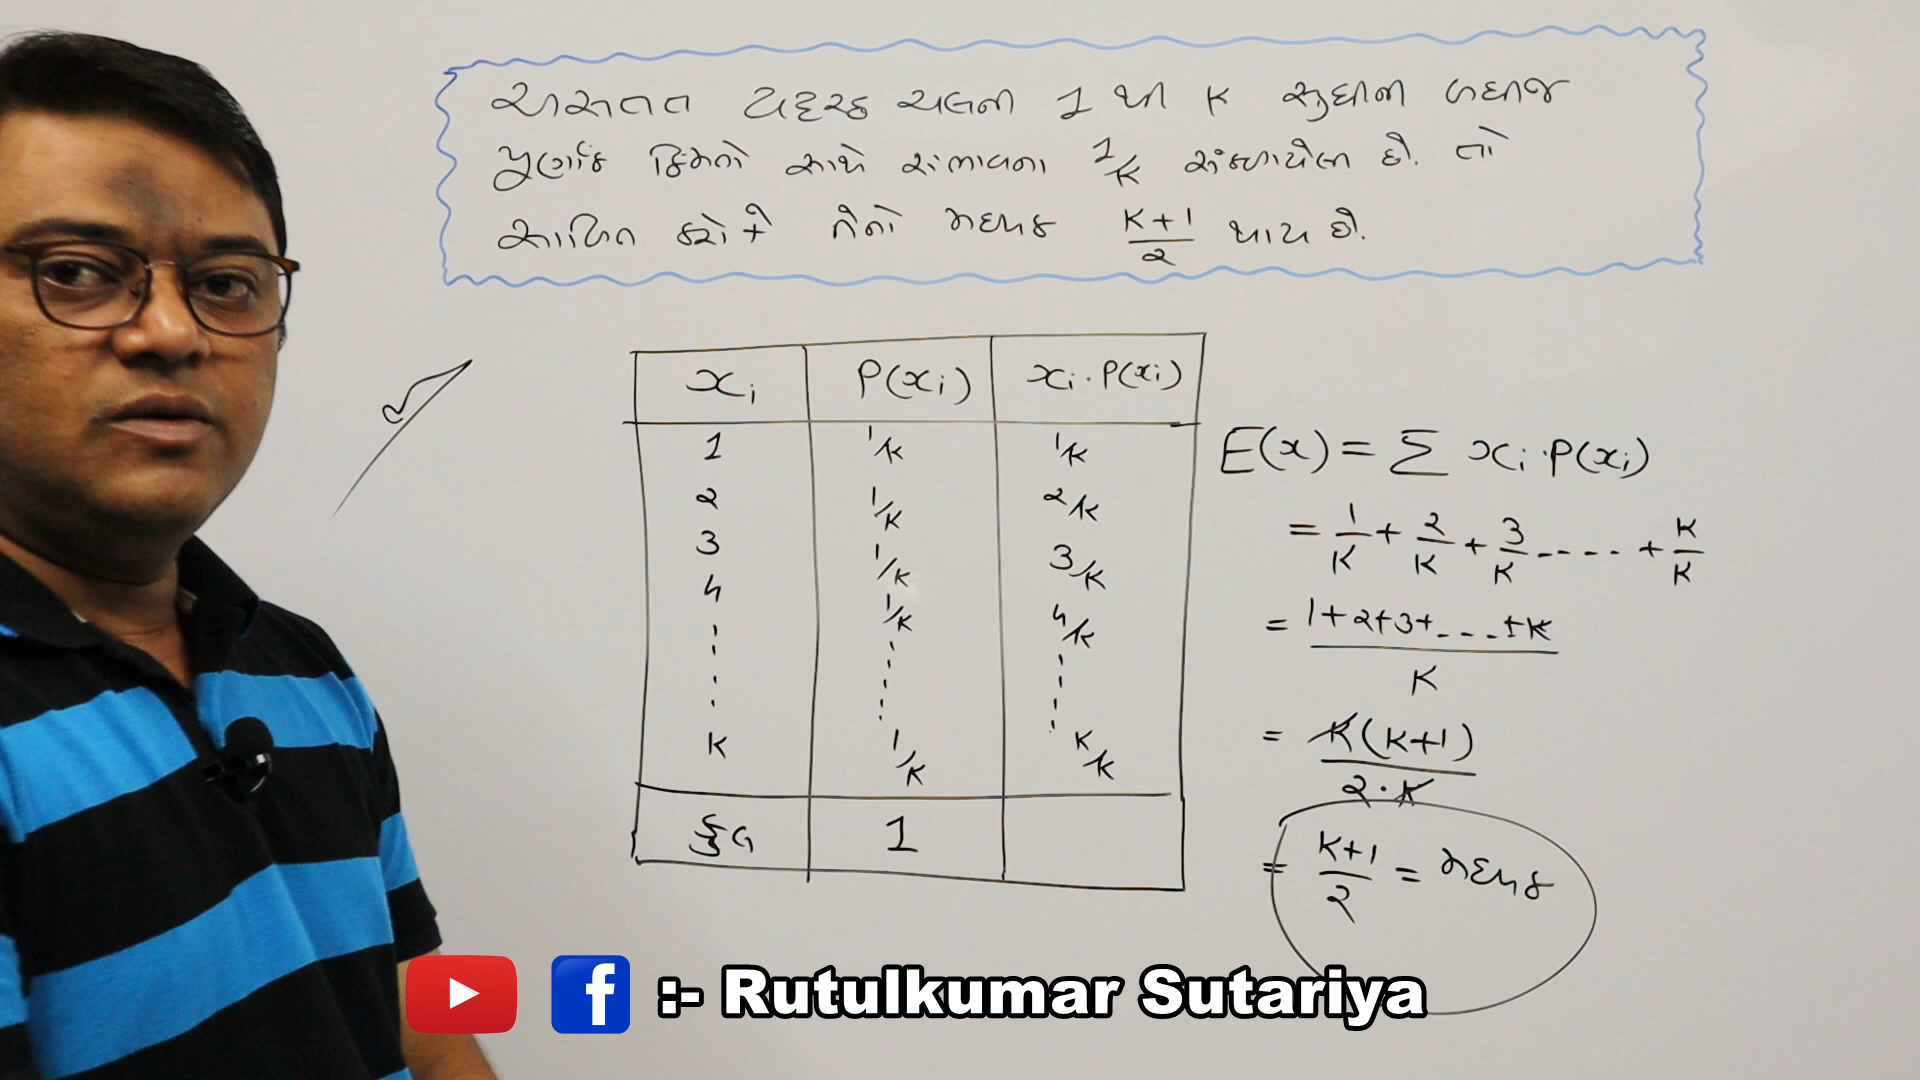 અસતત યદૃચ્છ ચલના 1 થી K સુધીના બધાજ
પુર્ણાંક કિંમતો સાથે સંભાવના 1/K સંકળાયેલ છે. તો
સાબિત કરો કે તેનો મધ્યક (K+1)/2 થાય છે.
xᵢ P(xᵢ) xᵢ·P(xᵢ)
1 1/K 1/K
2 1/K 2/K
3 1/K 3/K
4 1/K 4/K
K 1/K K/K
કુલ 1
E(x) = Σ xᵢ·P(xᵢ)
= 1/K + 2/K + 3/K ---- + K/K
= (1+2+3+...+K)/K
= K(K+1)/(2·K)
= (K+1)/2 = મધ્યક
:- Rutulkumar Sutariya